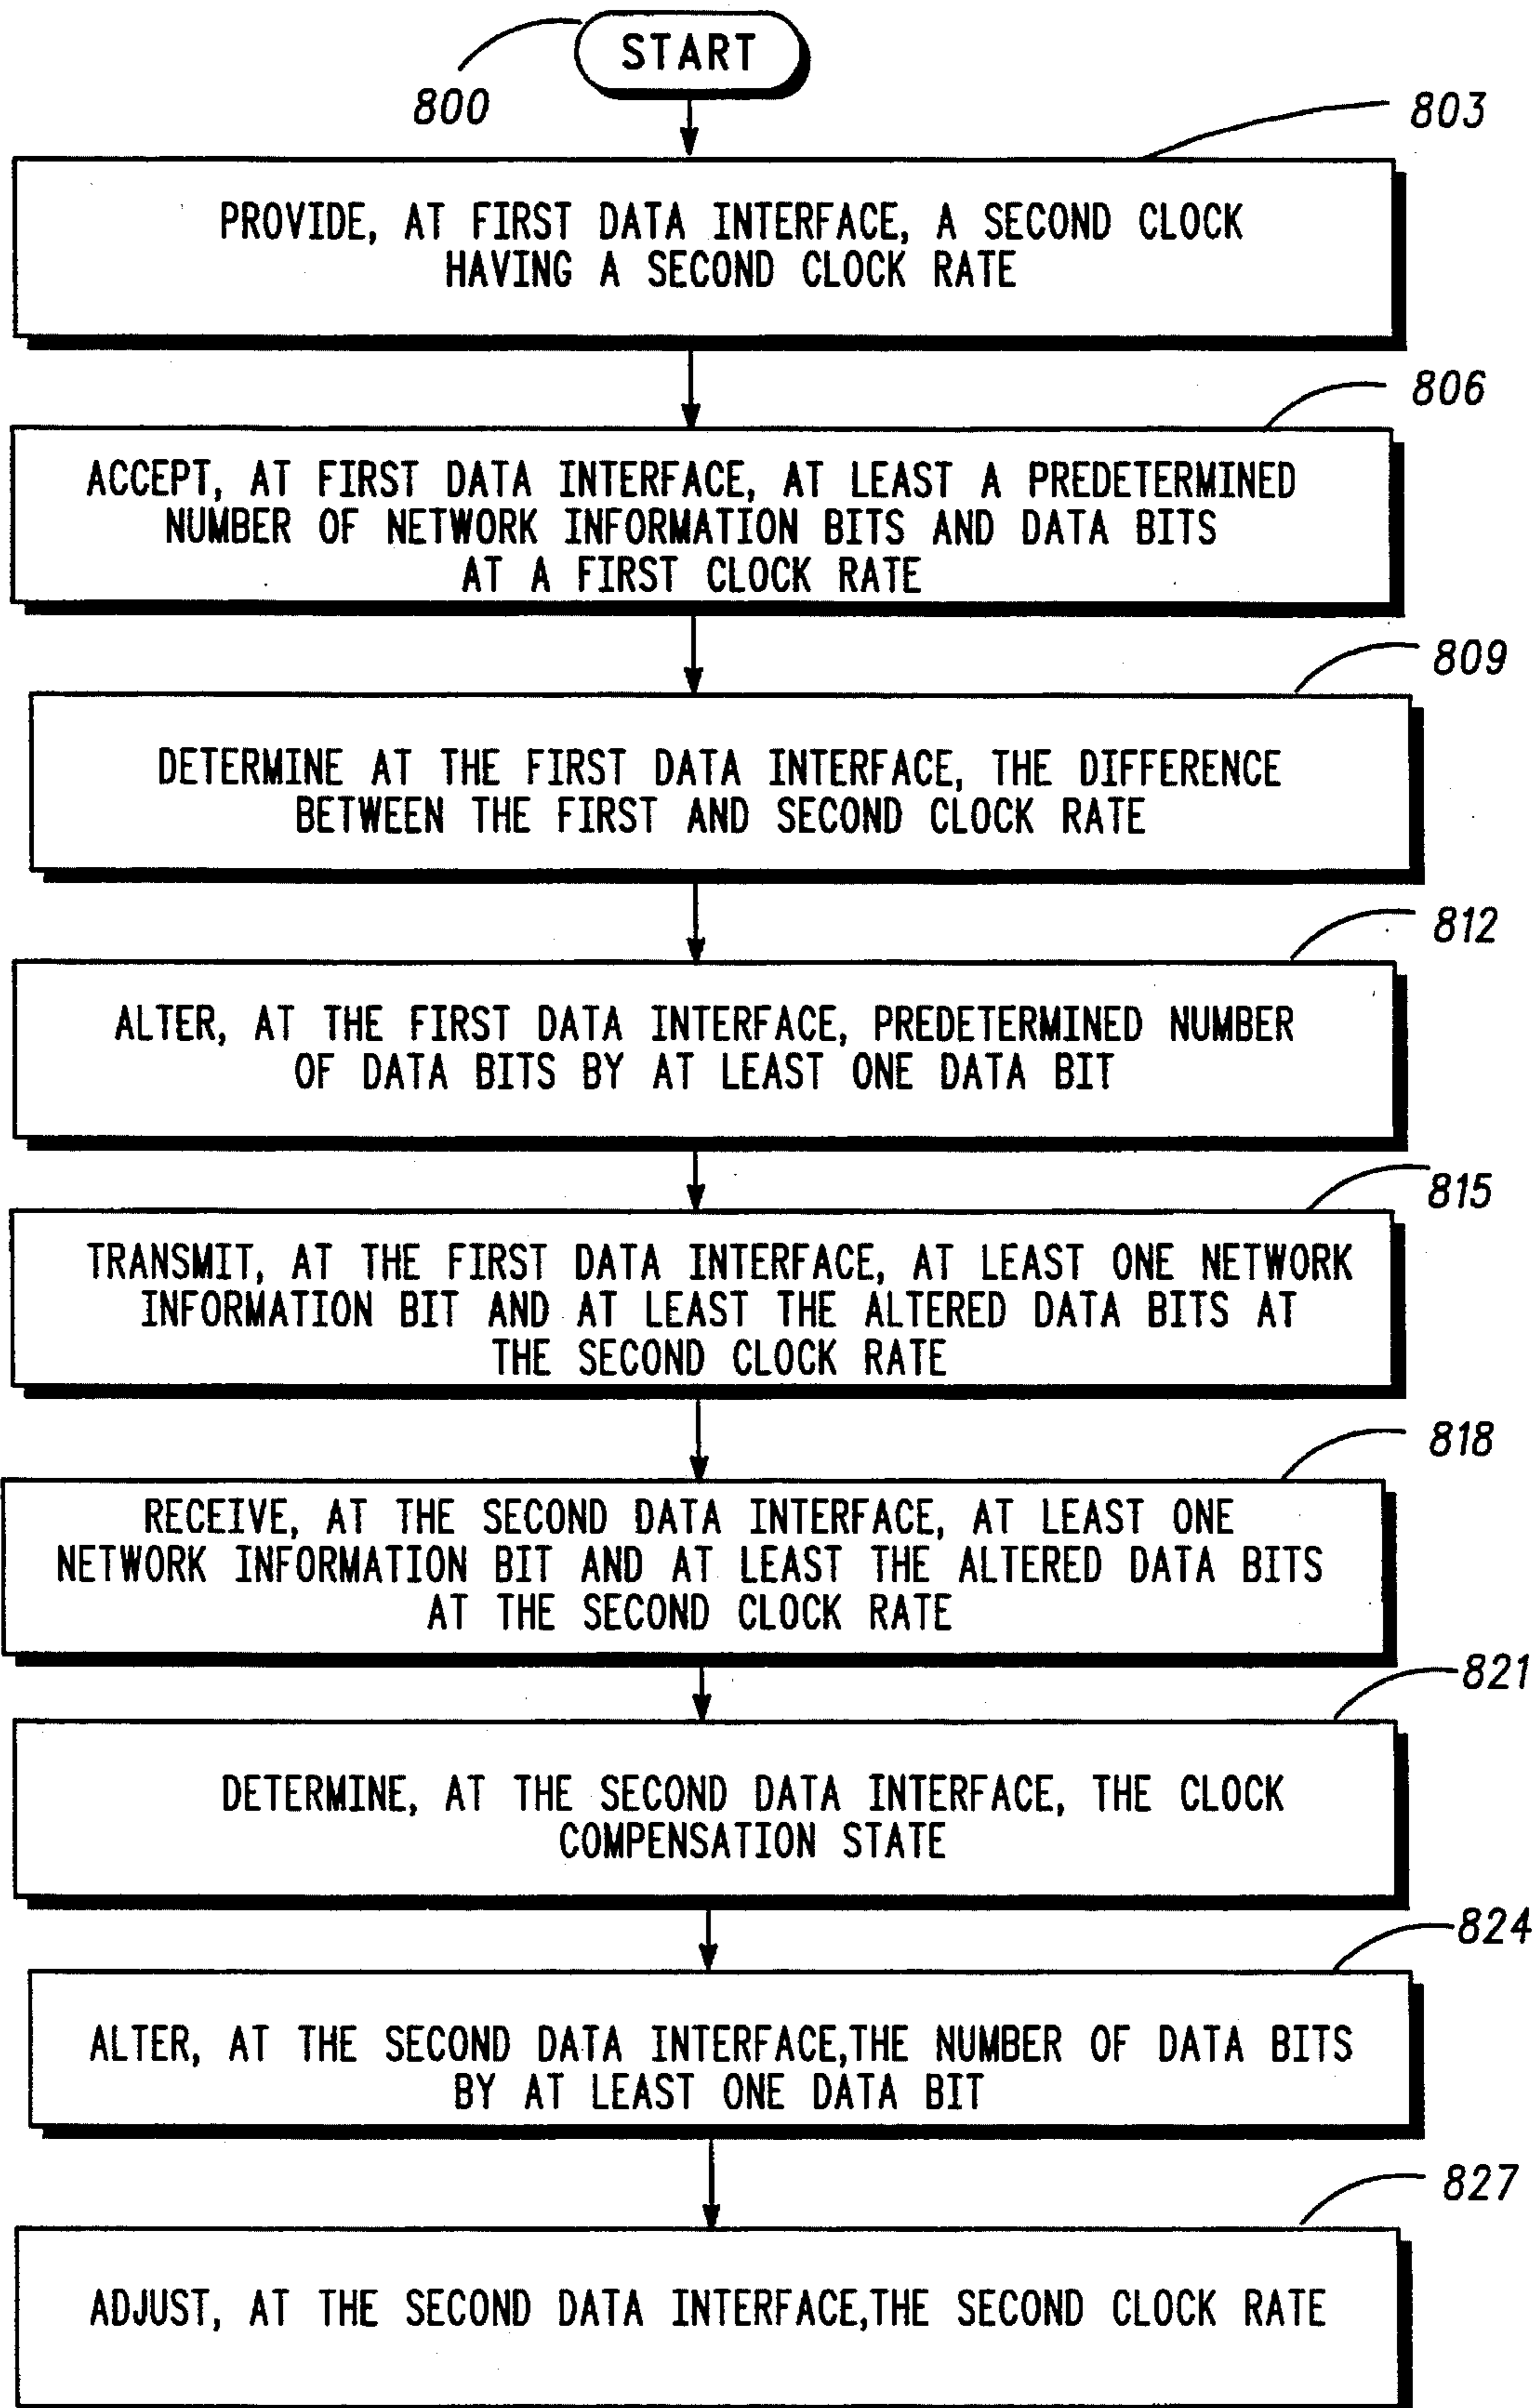 START
800
803
PROVIDE, AT FIRST DATA INTERFACE, A SECOND CLOCK
HAVING A SECOND CLOCK RATE
806
ACCEPT, AT FIRST DATA INTERFACE, AT LEAST A PREDETERMINED
NUMBER OF NETWORK INFORMATION BITS AND DATA BITS
AT A FIRST CLOCK RATE
809
DETERMINE AT THE FIRST DATA INTERFACE, THE DIFFERENCE
BETWEEN THE FIRST AND SECOND CLOCK RATE
812
ALTER, AT THE FIRST DATA INTERFACE, PREDETERMINED NUMBER
OF DATA BITS BY AT LEAST ONE DATA BIT
815
TRANSMIT, AT THE FIRST DATA INTERFACE, AT LEAST ONE NETWORK
INFORMATION BIT AND AT LEAST THE ALTERED DATA BITS AT
THE SECOND CLOCK RATE
818
RECEIVE, AT THE SECOND DATA INTERFACE, AT LEAST ONE
NETWORK INFORMATION BIT AND AT LEAST THE ALTERED DATA BITS
AT THE SECOND CLOCK RATE
821
DETERMINE, AT THE SECOND DATA INTERFACE, THE CLOCK
COMPENSATION STATE
824
ALTER, AT THE SECOND DATA INTERFACE,THE NUMBER OF DATA BITS
BY AT LEAST ONE DATA BIT
827
ADJUST, AT THE SECOND DATA INTERFACE,THE SECOND CLOCK RATE